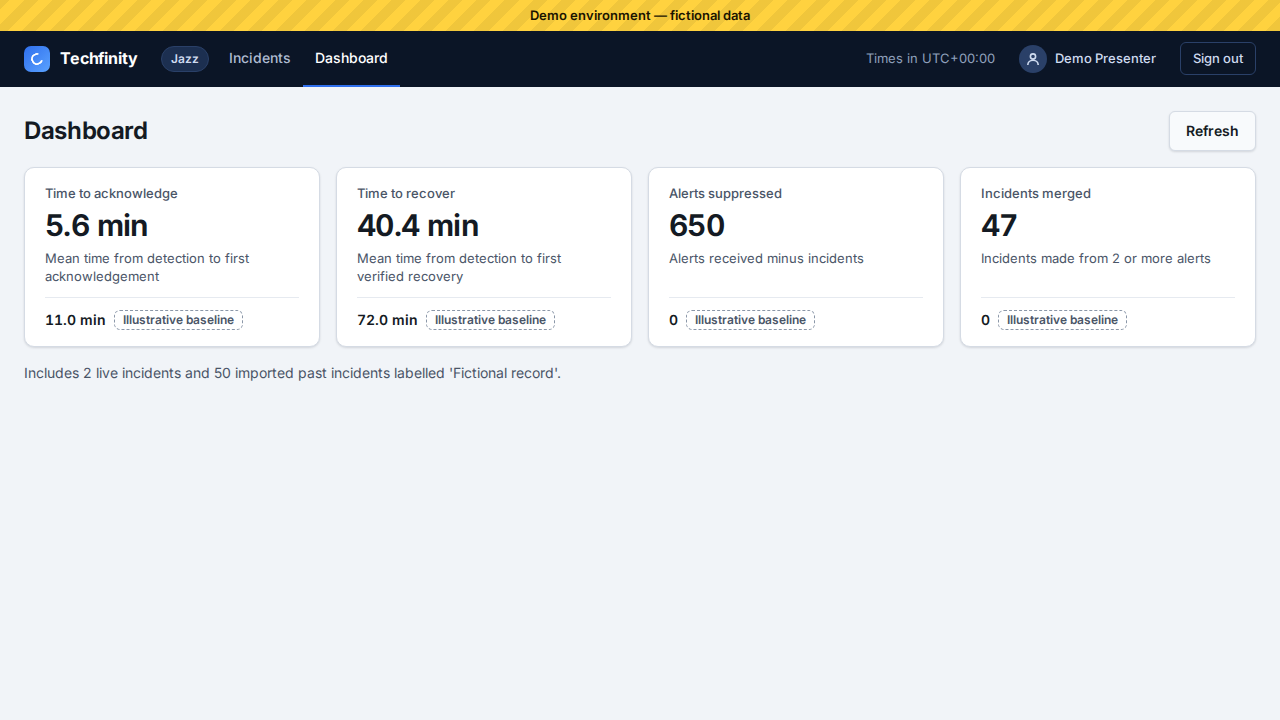 Demo environment — fictional data
Techfinity
Jazz
Incidents
Dashboard
Times in UTC+00:00
Demo Presenter
Sign out
Dashboard
Refresh
Time to acknowledge
5.6 min
Mean time from detection to first
acknowledgement
11.0 min
Illustrative baseline
Time to recover
40.4 min
Mean time from detection to first
verified recovery
72.0 min
Illustrative baseline
Alerts suppressed
650
Alerts received minus incidents
0
Illustrative baseline
Incidents merged
47
Incidents made from 2 or more alerts
0
Illustrative baseline
Includes 2 live incidents and 50 imported past incidents labelled 'Fictional record'.